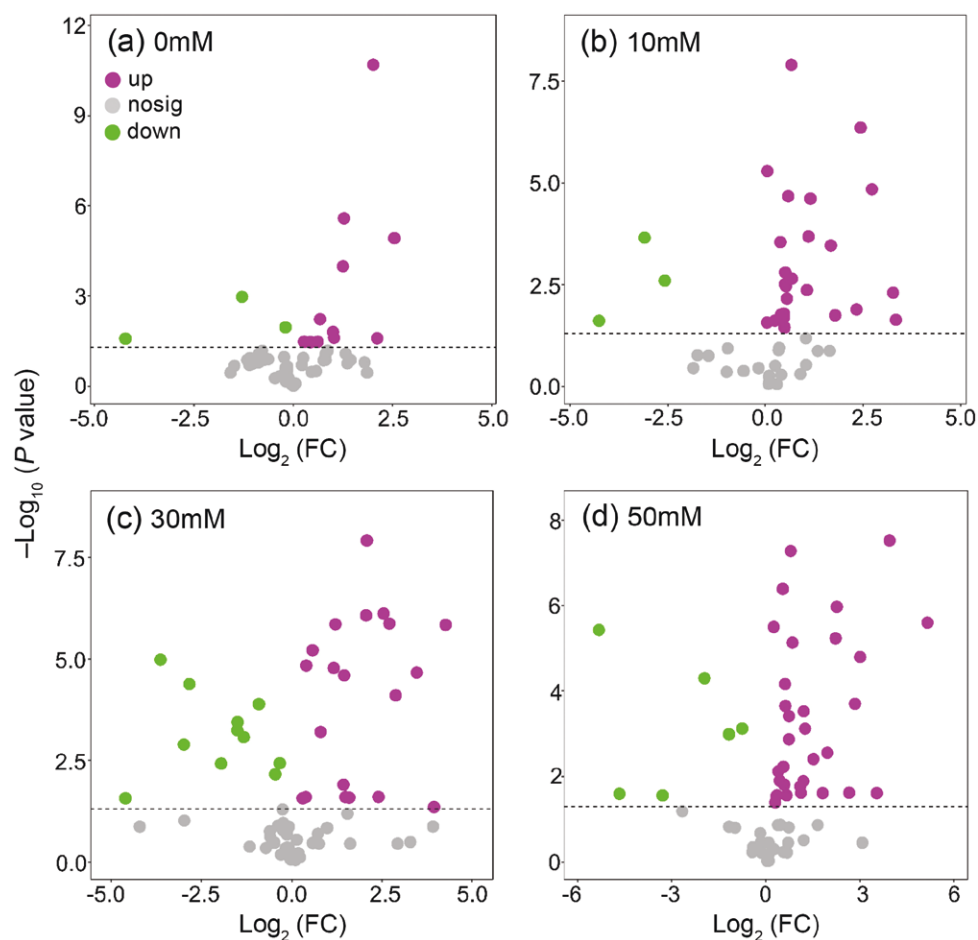 (a) 0mM
up
nosig
down
12
9
6
3
0
-5.0 -2.5 0.0 2.5 5.0
Log2 (FC)
(b) 10mM
7.5
5.0
2.5
0.0
-5.0 -2.5 0.0 2.5 5.0
Log2 (FC)
–Log10 (P value)
(c) 30mM
7.5
5.0
2.5
0.0
-5.0 -2.5 0.0 2.5 5.0
Log2 (FC)
(d) 50mM
8
6
4
2
0
-6 -3 0 3 6
Log2 (FC)